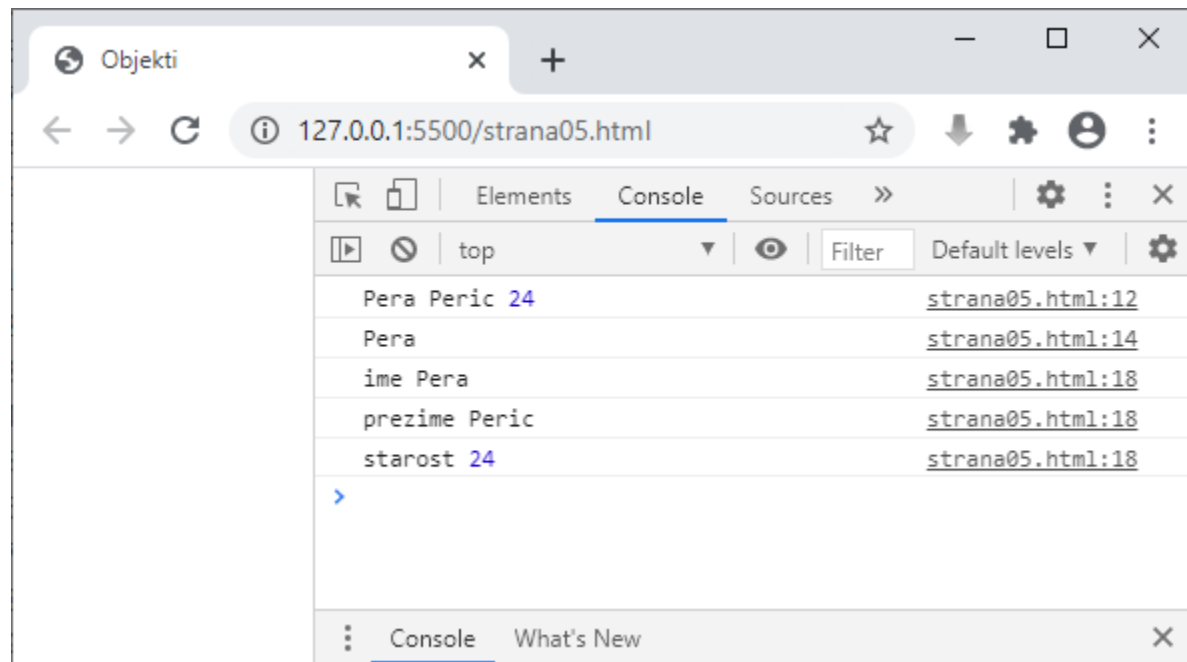 Objekti
127.0.0.1:5500/strana05.html
Elements Console Sources
top Filter Default levels
Pera Peric 24 strana05.html:12
Pera strana05.html:14
ime Pera strana05.html:18
prezime Peric strana05.html:18
starost 24 strana05.html:18
Console What's New